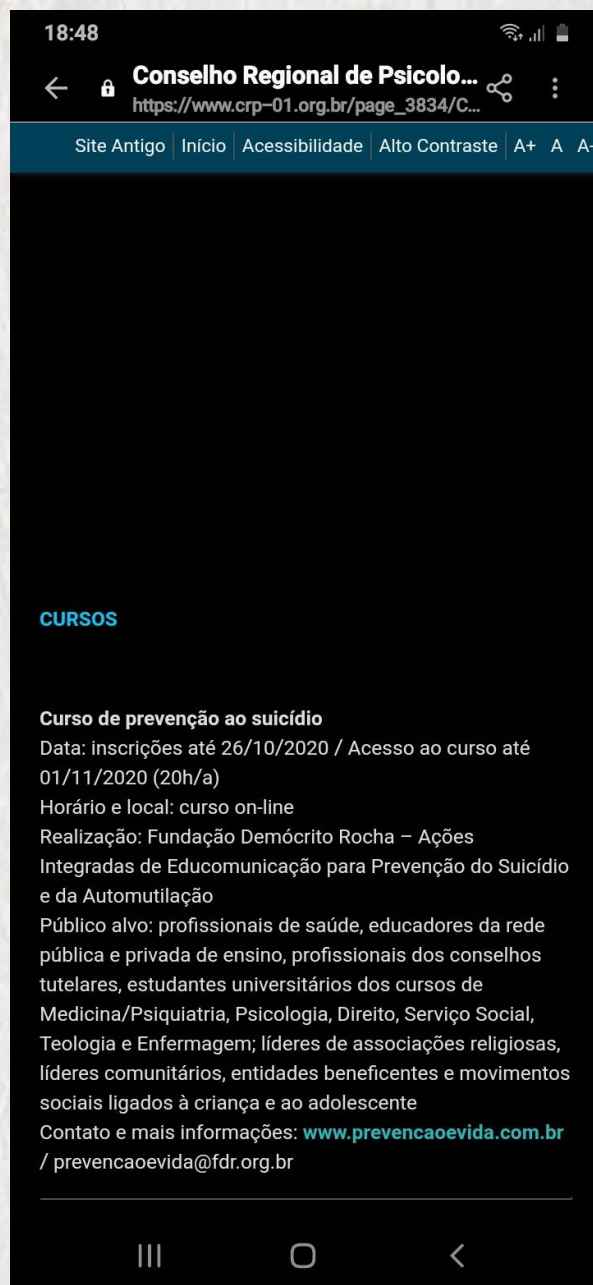 18:48
Conselho Regional de Psicolo...
https://www.crp-01.org.br/page_3834/C...
Site Antigo | Início | Acessibilidade | Alto Contraste | A+ A A-
CURSOS
Curso de prevenção ao suicídio
Data: inscrições até 26/10/2020 / Acesso ao curso até
01/11/2020 (20h/a)
Horário e local: curso on-line
Realização: Fundação Demócrito Rocha – Ações
Integradas de Educomunicação para Prevenção do Suicídio
e da Automutilação
Público alvo: profissionais de saúde, educadores da rede
pública e privada de ensino, profissionais dos conselhos
tutelares, estudantes universitários dos cursos de
Medicina/Psiquiatria, Psicologia, Direito, Serviço Social,
Teologia e Enfermagem; líderes de associações religiosas,
líderes comunitários, entidades beneficentes e movimentos
sociais ligados à criança e ao adolescente
Contato e mais informações: www.prevencaoevida.com.br
/ prevencaoevida@fdr.org.br